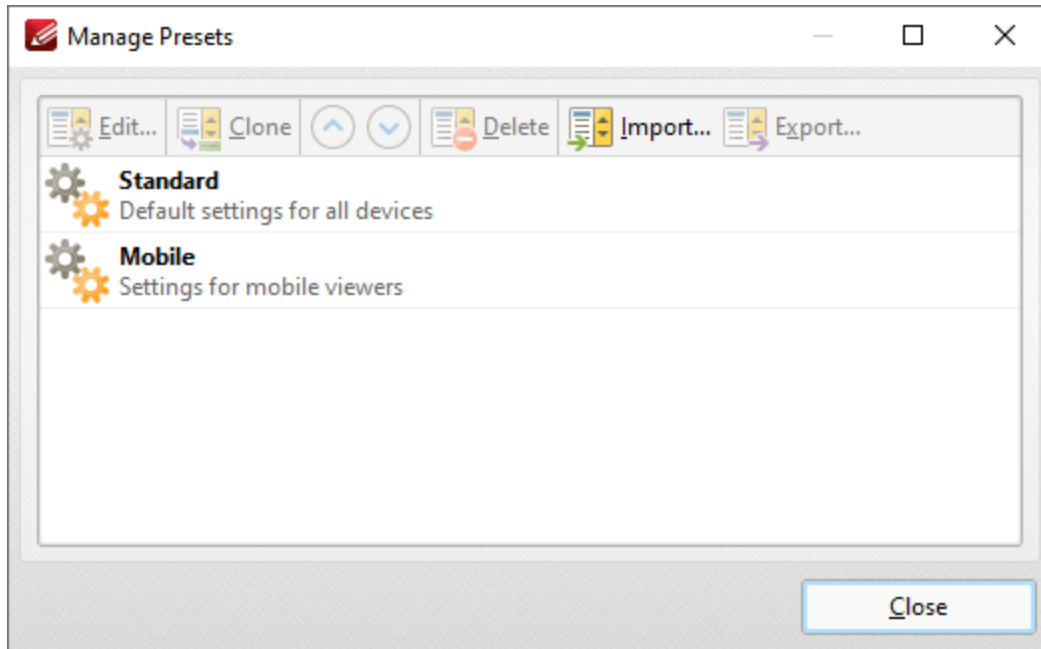 Manage Presets
Edit... Clone Delete Import... Export...
Standard
Default settings for all devices
Mobile
Settings for mobile viewers
Close